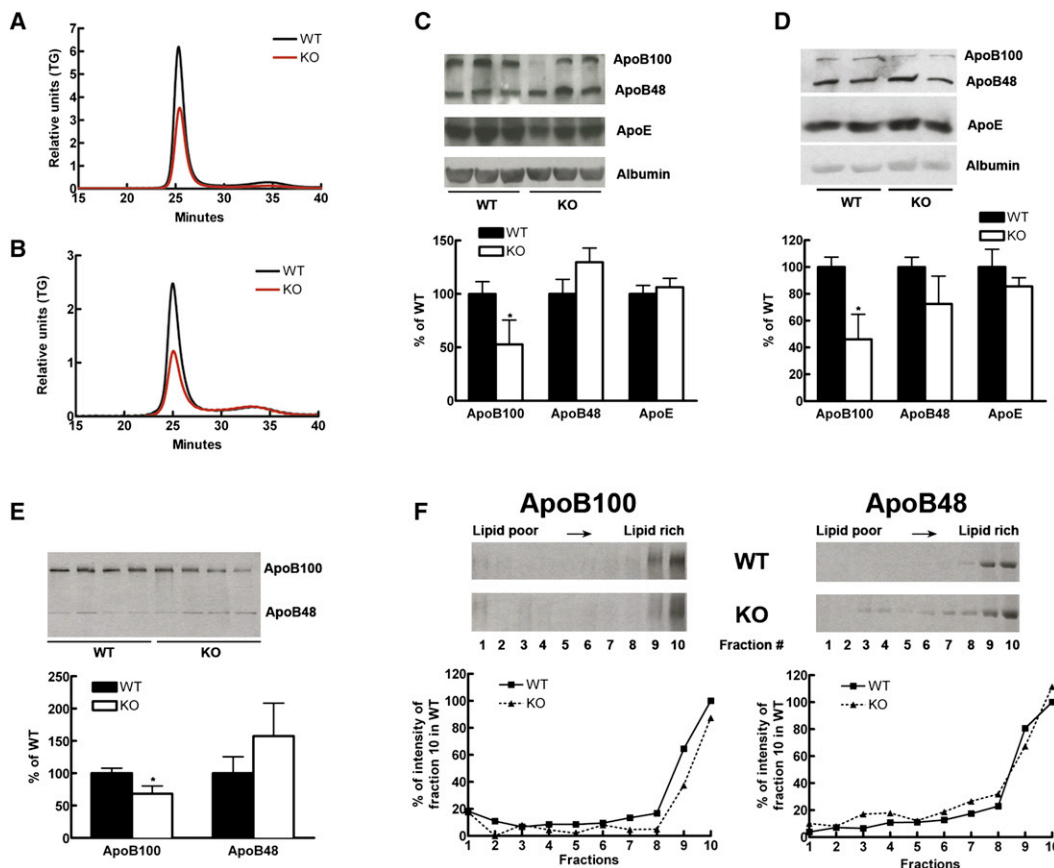 A
Relative units (TG)
7
6
5
4
3
2
1
0
15 20 25 30 35 40
Minutes
WT
KO
B
Relative units (TG)
3
2
1
0
15 20 25 30 35 40
Minutes
WT
KO
C
ApoB100
ApoB48
ApoE
Albumin
WT KO
WT
KO
% of WT
150
100
50
0
*
ApoB100 ApoB48 ApoE
D
ApoB100
ApoB48
ApoE
Albumin
WT KO
WT
KO
% of WT
120
100
80
60
40
20
0
*
ApoB100 ApoB48 ApoE
E
ApoB100
ApoB48
WT KO
% of WT
250
200
150
100
50
0
WT
KO
*
ApoB100 ApoB48
F
ApoB100
Lipid poor → Lipid rich
ApoB48
Lipid poor → Lipid rich
WT
KO
1 2 3 4 5 6 7 8 9 10 Fraction # 1 2 3 4 5 6 7 8 9 10
% of intensity of
fraction 10 in WT
120
100
80
60
40
20
0
WT
KO
1 2 3 4 5 6 7 8 9 10
Fractions
% of intensity of
fraction 10 in WT
120
100
80
60
40
20
0
WT
KO
1 2 3 4 5 6 7 8 9 10
Fractions